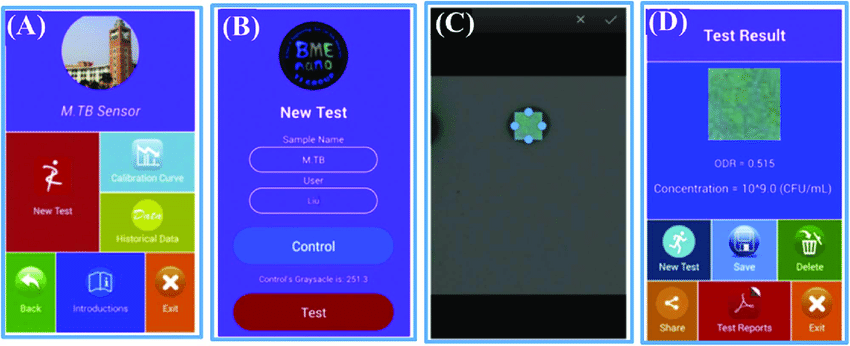 (A)
M.TB Sensor
New Test
Calibration Curve
Data
Historical Data
Back
Introductions
Exit
(B)
BME
nano
New Test
Sample Name
M.TB
User
Liu
Control
Control's Graysacle is: 251.3
Test
(C)
(D)
Test Result
ODR = 0.515
Concentration = 10^9.0 (CFU/mL)
New Test
Save
Delete
Share
Test Reports
Exit